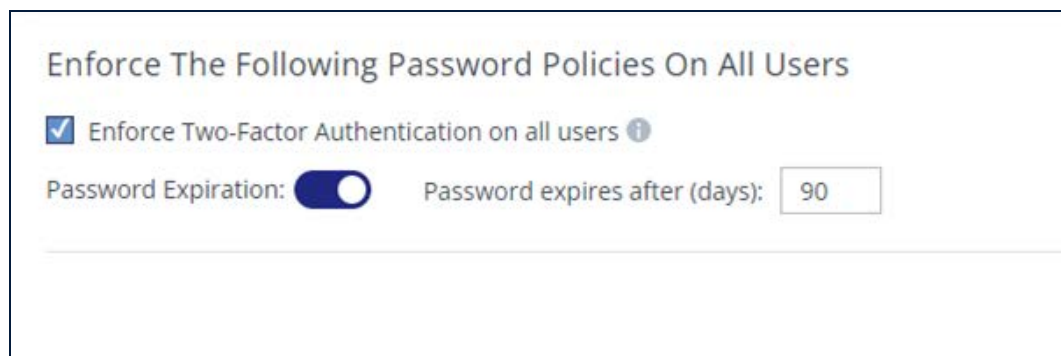 Enforce The Following Password Policies On All Users
Enforce Two-Factor Authentication on all users
Password Expiration: Password expires after (days): 90